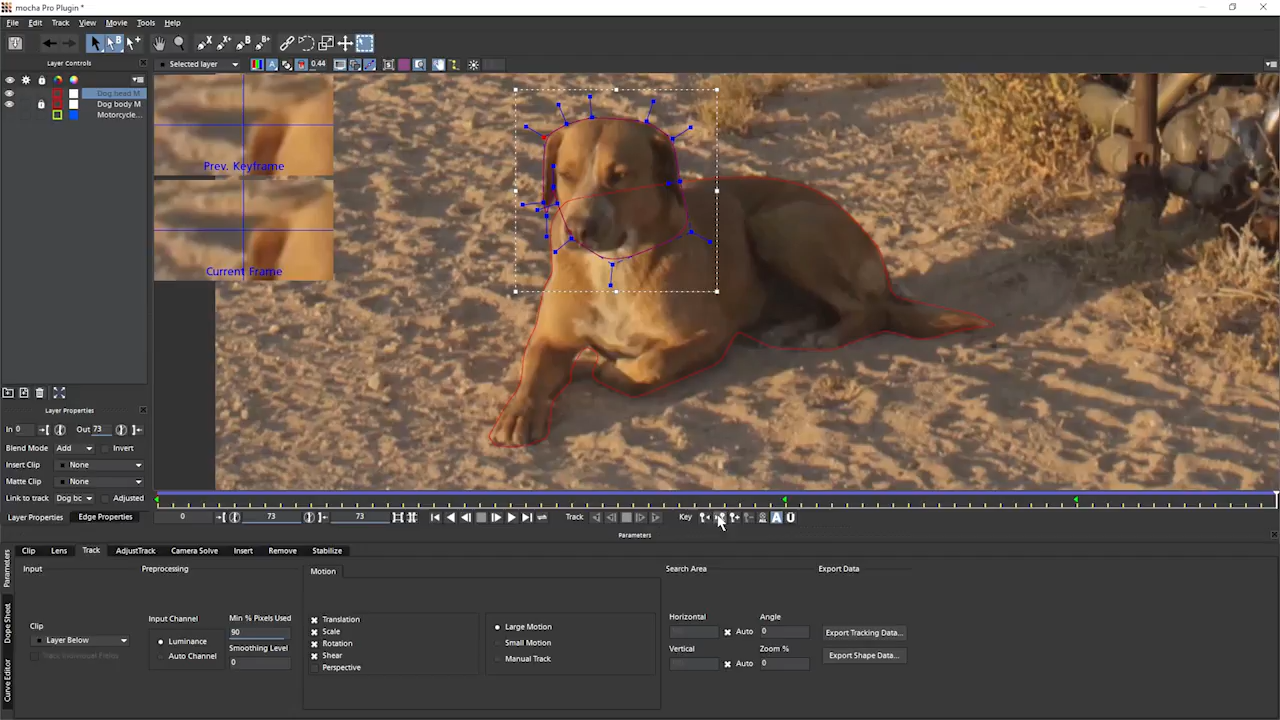 mocha Pro Plugin *
File Edit Track View Movie Tools Help
Layer Controls
Selected layer
0.44
Dog head M
Dog body M
Motorcycle...
Prev. Keyframe
Current Frame
Layer Properties
In 0 Out 73
Blend Mode Add Invert
Insert Clip None
Matte Clip None
Link to track Dog bc Adjusted
Layer Properties Edge Properties
0 73 73 Track Key A Ü
Parameters
Parameters
Dope Sheet
Curve Editor
Clip Lens Track AdjustTrack Camera Solve Insert Remove Stabilize
Input Preprocessing Motion Search Area Export Data
Clip
Layer Below
Track Individual Fields
Input Channel
Luminance
Auto Channel
Min % Pixels Used
90
Smoothing Level
0
Translation
Scale
Rotation
Shear
Perspective
Large Motion
Small Motion
Manual Track
Horizontal Angle
Auto 0
Vertical Zoom %
Auto 0
Export Tracking Data...
Export Shape Data...